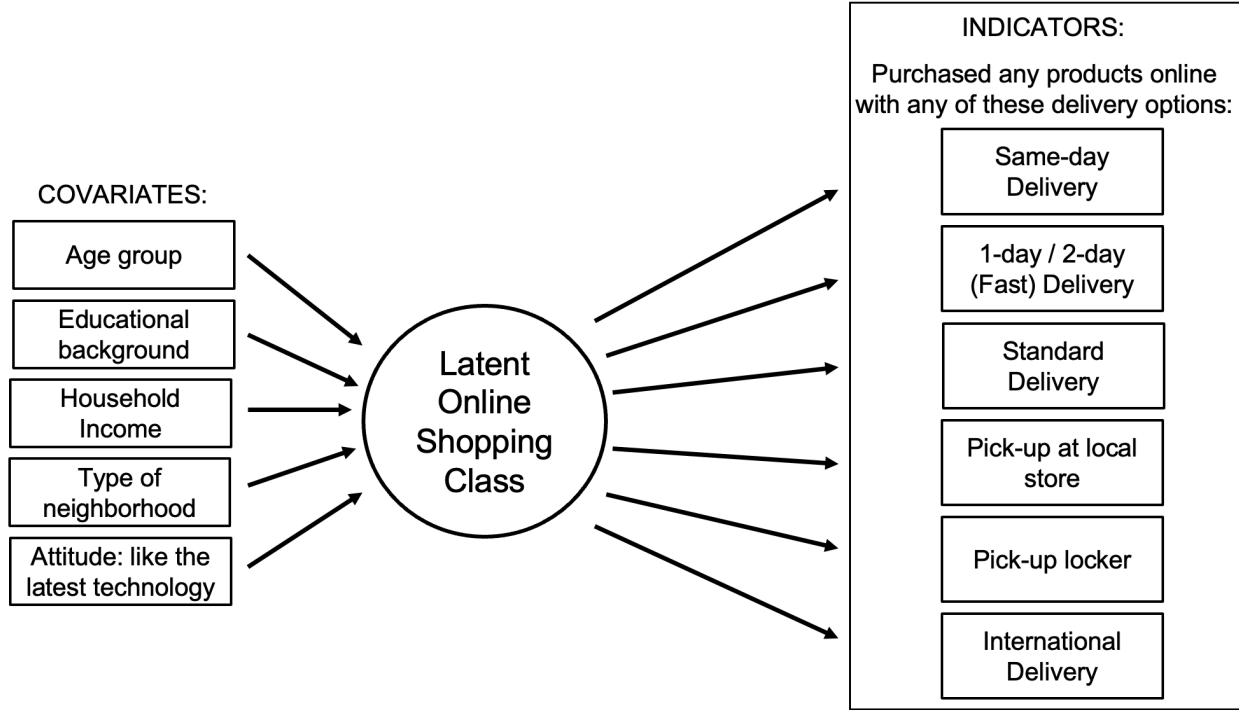 COVARIATES:
Age group
Educational
background
Household
Income
Type of
neighborhood
Attitude: like the
latest technology
Latent
Online
Shopping
Class
INDICATORS:
Purchased any products online
with any of these delivery options:
Same-day
Delivery
1-day / 2-day
(Fast) Delivery
Standard
Delivery
Pick-up at local
store
Pick-up locker
International
Delivery